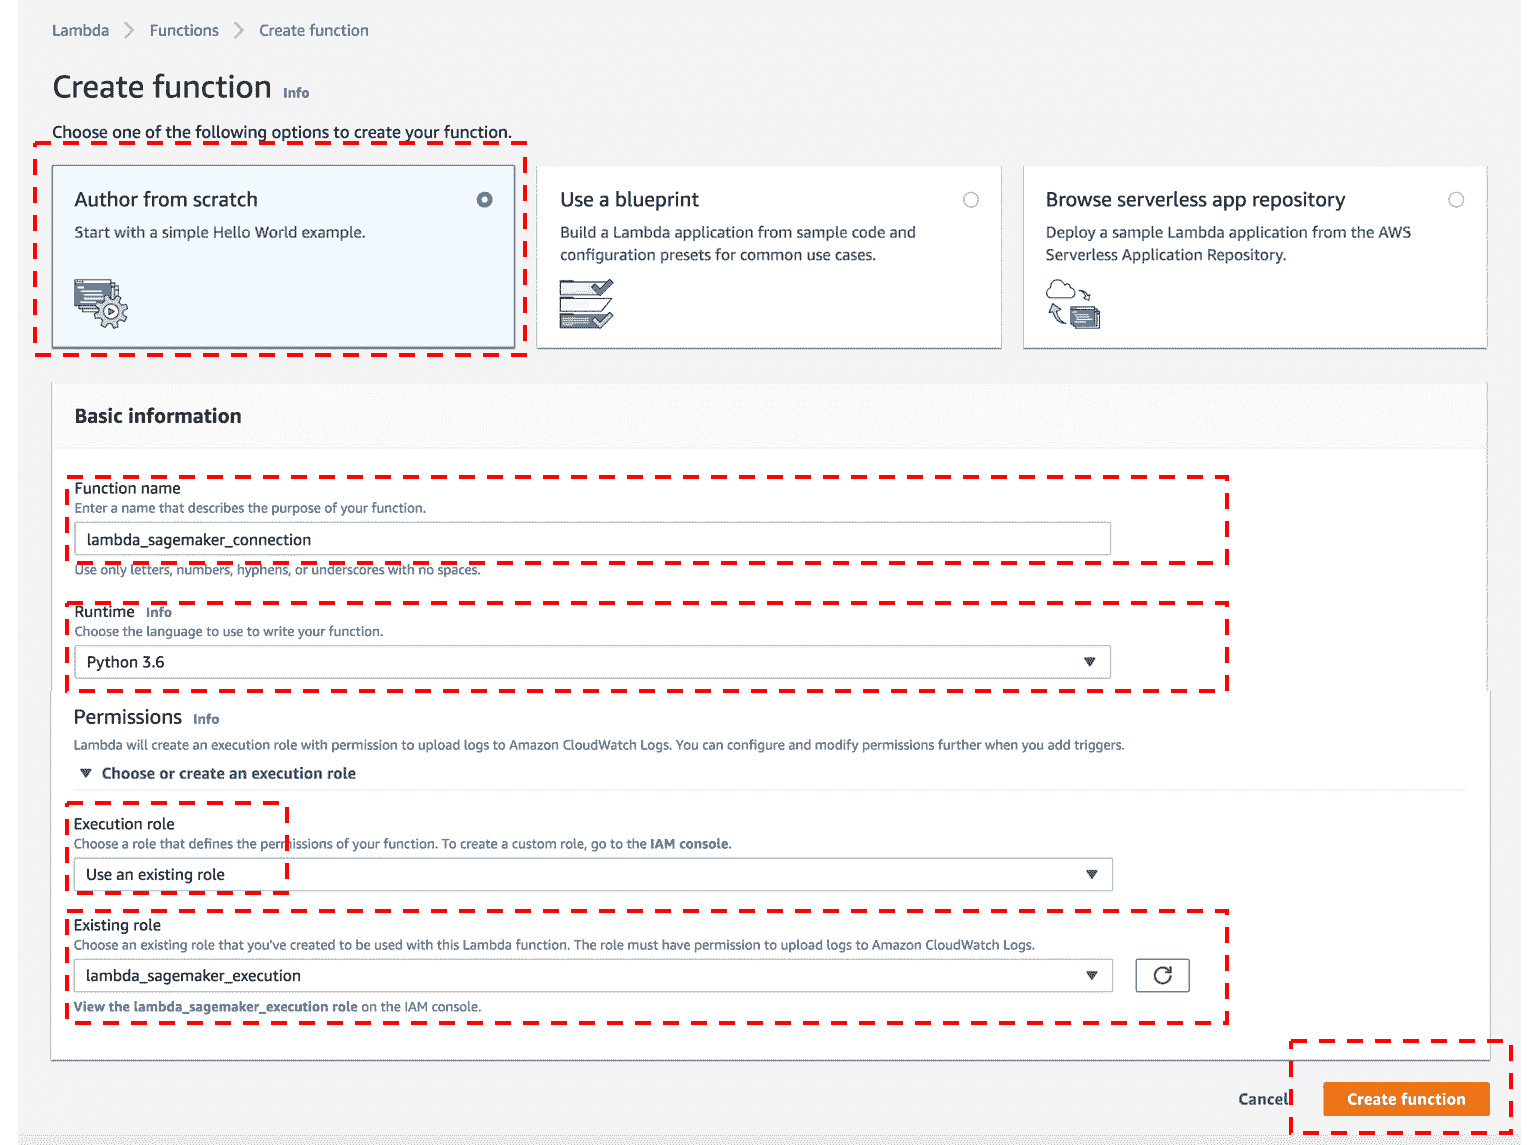 Lambda > Functions > Create function
Create function Info
Choose one of the following options to create your function.
Author from scratch
Start with a simple Hello World example.
Use a blueprint
Build a Lambda application from sample code and
configuration presets for common use cases.
Browse serverless app repository
Deploy a sample Lambda application from the AWS
Serverless Application Repository.
Basic information
Function name
Enter a name that describes the purpose of your function.
lambda_sagemaker_connection
Use only letters, numbers, hyphens, or underscores with no spaces.
Runtime Info
Choose the language to use to write your function.
Python 3.6
Permissions Info
Lambda will create an execution role with permission to upload logs to Amazon CloudWatch Logs. You can configure and modify permissions further when you add triggers.
Choose or create an execution role
Execution role
Choose a role that defines the permissions of your function. To create a custom role, go to the IAM console.
Use an existing role
Existing role
Choose an existing role that you've created to be used with this Lambda function. The role must have permission to upload logs to Amazon CloudWatch Logs.
lambda_sagemaker_execution
View the lambda_sagemaker_execution role on the IAM console.
Cancel
Create function